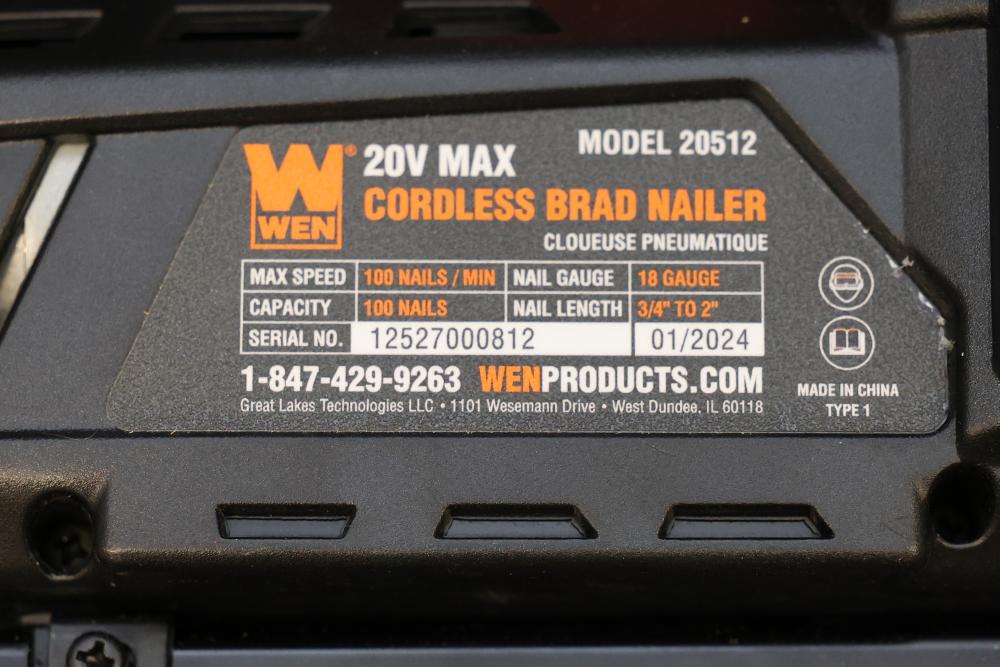 WEN® 20V MAX MODEL 20512
CORDLESS BRAD NAILER
CLOUEUSE PNEUMATIQUE
MAX SPEED 100 NAILS / MIN NAIL GAUGE 18 GAUGE
CAPACITY 100 NAILS NAIL LENGTH 3/4" TO 2"
SERIAL NO. 12527000812 01/2024
1-847-429-9263 WENPRODUCTS.COM
Great Lakes Technologies LLC • 1101 Wesemann Drive • West Dundee, IL 60118
MADE IN CHINA
TYPE 1